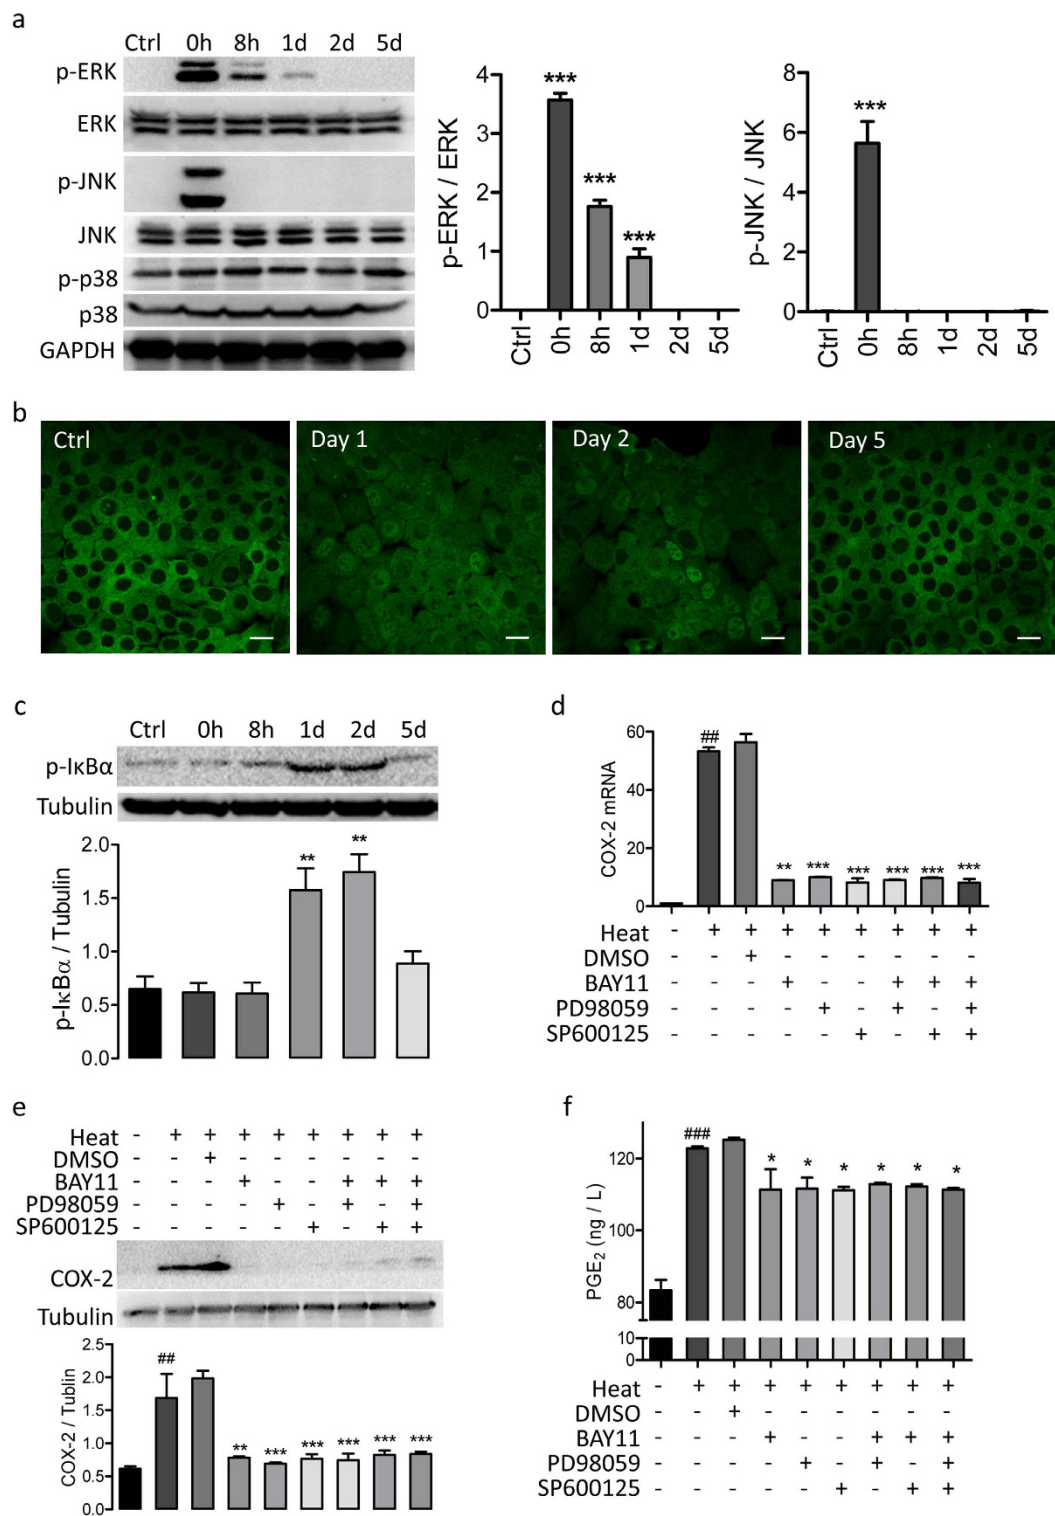 a
Ctrl 0h 8h 1d 2d 5d
p-ERK
ERK
p-JNK
JNK
p-p38
p38
GAPDH
p-ERK / ERK
4
3
2
1
0
***
***
***
Ctrl 0h 8h 1d 2d 5d
p-JNK / JNK
8
6
4
2
0
***
Ctrl 0h 8h 1d 2d 5d
b
Ctrl
Day 1
Day 2
Day 5
c
Ctrl 0h 8h 1d 2d 5d
p-IκBα
Tubulin
p-IκBα / Tubulin
2.0
1.5
1.0
0.5
0.0
** **
d
COX-2 mRNA
60
40
20
0
##
** *** *** *** *** ***
Heat - + + + + + + + +
DMSO - - + - - - - - -
BAY11 - - - + - - + + +
PD98059 - - - - + - + - +
SP600125 - - - - - + - + +
e
Heat - + + + + + + + +
DMSO - - + - - - - - -
BAY11 - - - + - - + + +
PD98059 - - - - + - + - +
SP600125 - - - - - + - + +
COX-2
Tubulin
COX-2 / Tublin
2.5
2.0
1.5
1.0
0.5
0.0
##
** *** *** *** *** ***
f
PGE2 (ng / L)
120
100
80
10
0
###
* * * * * *
Heat - + + + + + + + +
DMSO - - + - - - - - -
BAY11 - - - + - - + + +
PD98059 - - - - + - + - +
SP600125 - - - - - + - + +